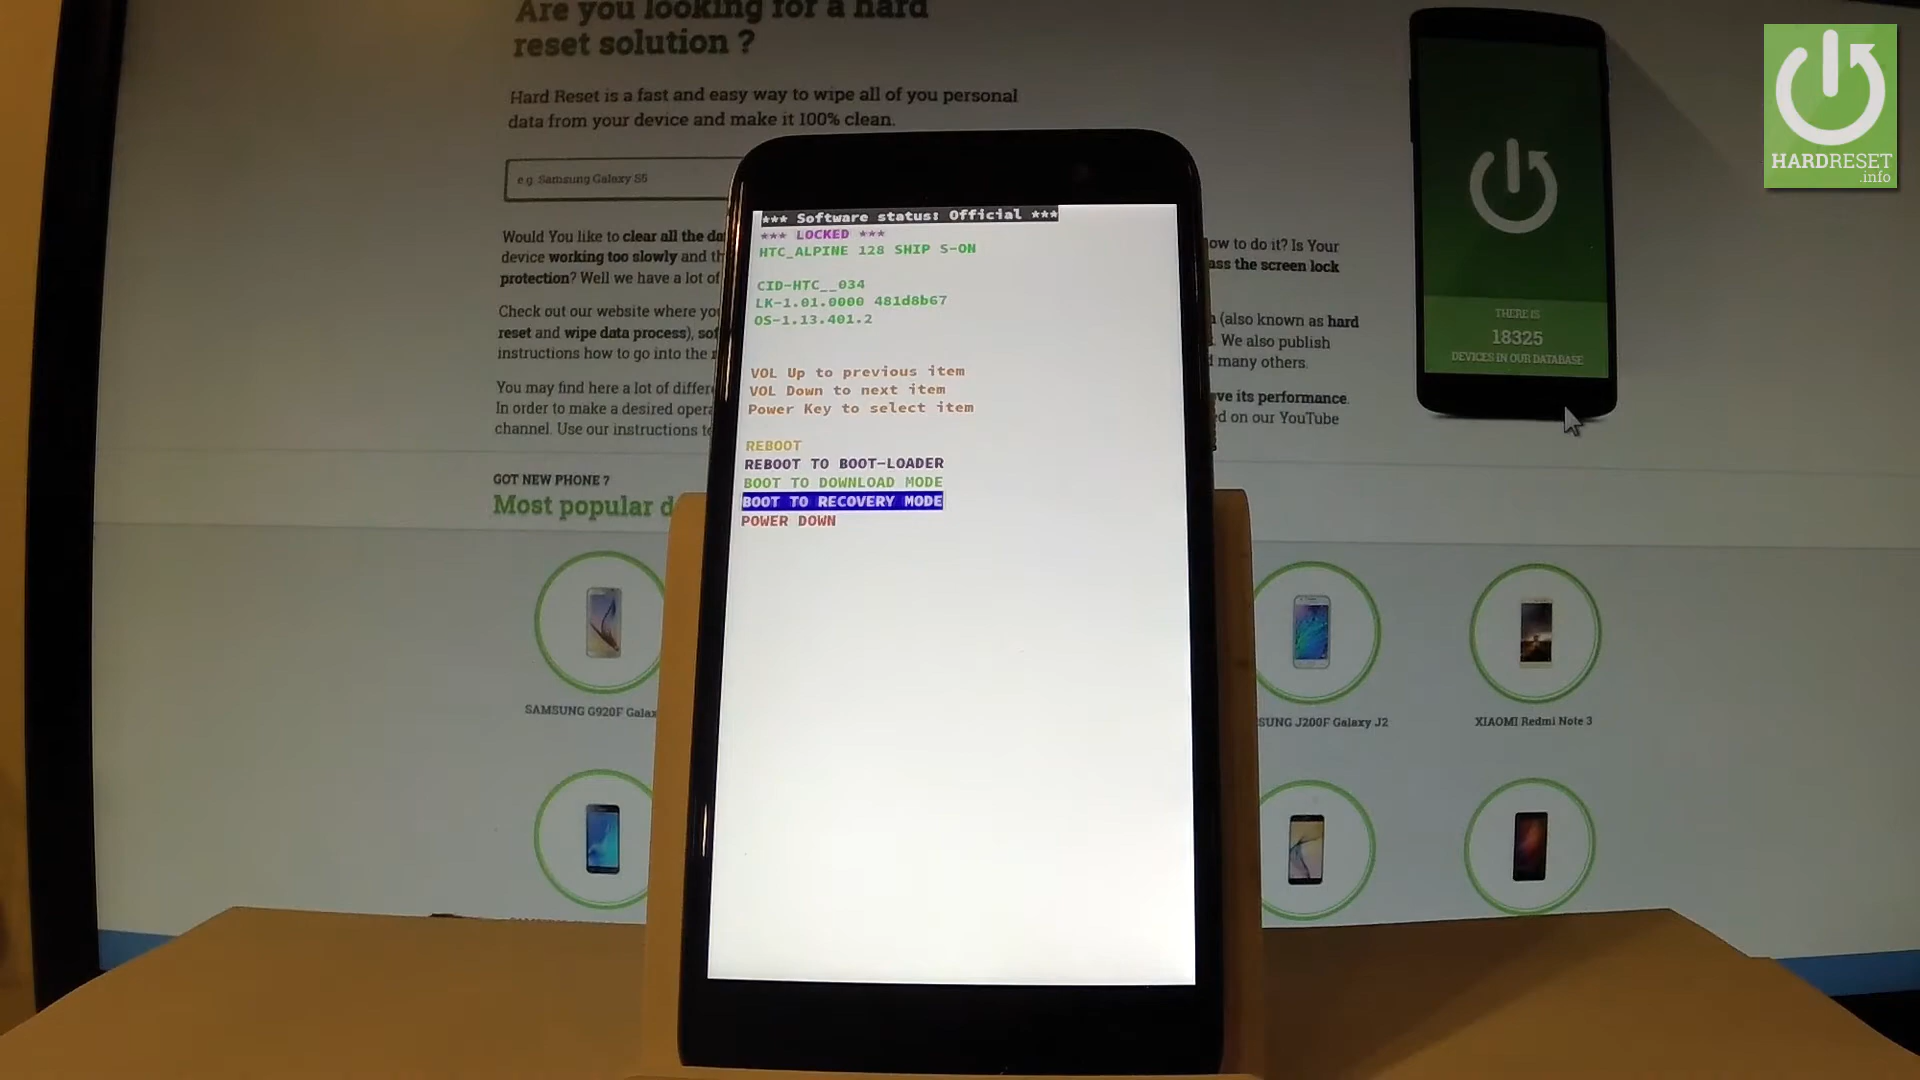 Are you looking for a hard
reset solution ?
Hard Reset is a fast and easy way to wipe all of you personal
data from your device and make it 100% clean.
e.g. Samsung Galaxy S5
Would You like to clear all the
device working too slowly and
protection? Well we have a lot of
Check out our website where
reset and wipe data process),
instructions how to go into the
You may find here a lot of
In order to make a desired
channel. Use our instructions
how to do it? Is Your
the screen lock
(also known as hard
We also publish
many others.
its performance.
on our YouTube
GOT NEW PHONE ?
Most popular
SAMSUNG G920F
J200F Galaxy J2
XIAOMI Redmi Note 3
THERE IS
18325
DEVICES IN OUR DATABASE
HARDRESET
.info
*** Software status: Official ***
*** LOCKED ***
HTC_ALPINE 128 SHIP S-ON
CID-HTC__034
LK-1.01.0000 481d8b67
OS-1.13.401.2
VOL Up to previous item
VOL Down to next item
Power Key to select item
REBOOT
REBOOT TO BOOT-LOADER
BOOT TO DOWNLOAD MODE
BOOT TO RECOVERY MODE
POWER DOWN